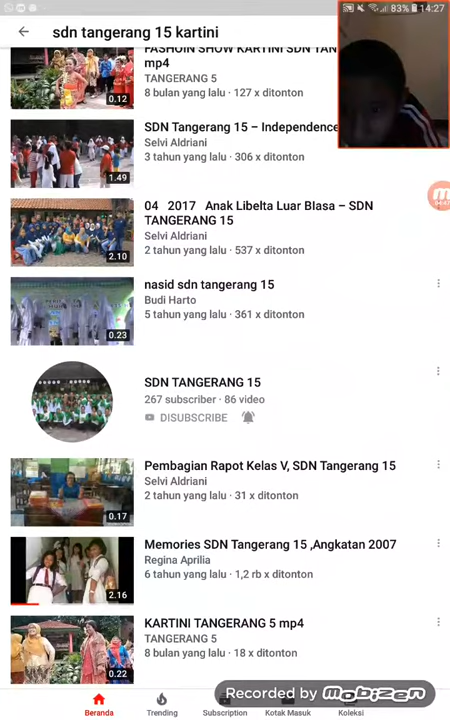 83% 14:27
sdn tangerang 15 kartini
FASHOIN SHOW KARTINI SDN TAN
mp4
TANGERANG 5
8 bulan yang lalu · 127 x ditonton
0.12
SDN Tangerang 15 – Independence
Selvi Aldriani
3 tahun yang lalu · 306 x ditonton
1.49
04 2017 Anak Libelta Luar BIasa – SDN
TANGERANG 15
Selvi Aldriani
2 tahun yang lalu · 537 x ditonton
2.10
nasid sdn tangerang 15
Budi Harto
5 tahun yang lalu · 361 x ditonton
0.23
SDN TANGERANG 15
267 subscriber · 86 video
DISUBSCRIBE
Pembagian Rapot Kelas V, SDN Tangerang 15
Selvi Aldriani
2 tahun yang lalu · 31 x ditonton
0.17
Memories SDN Tangerang 15 ,Angkatan 2007
Regina Aprilia
6 tahun yang lalu · 1,2 rb x ditonton
2.16
KARTINI TANGERANG 5 mp4
TANGERANG 5
8 bulan yang lalu · 18 x ditonton
0.22
Recorded by mobizen
Beranda
Trending
Subscription
Kotak Masuk
Koleksi